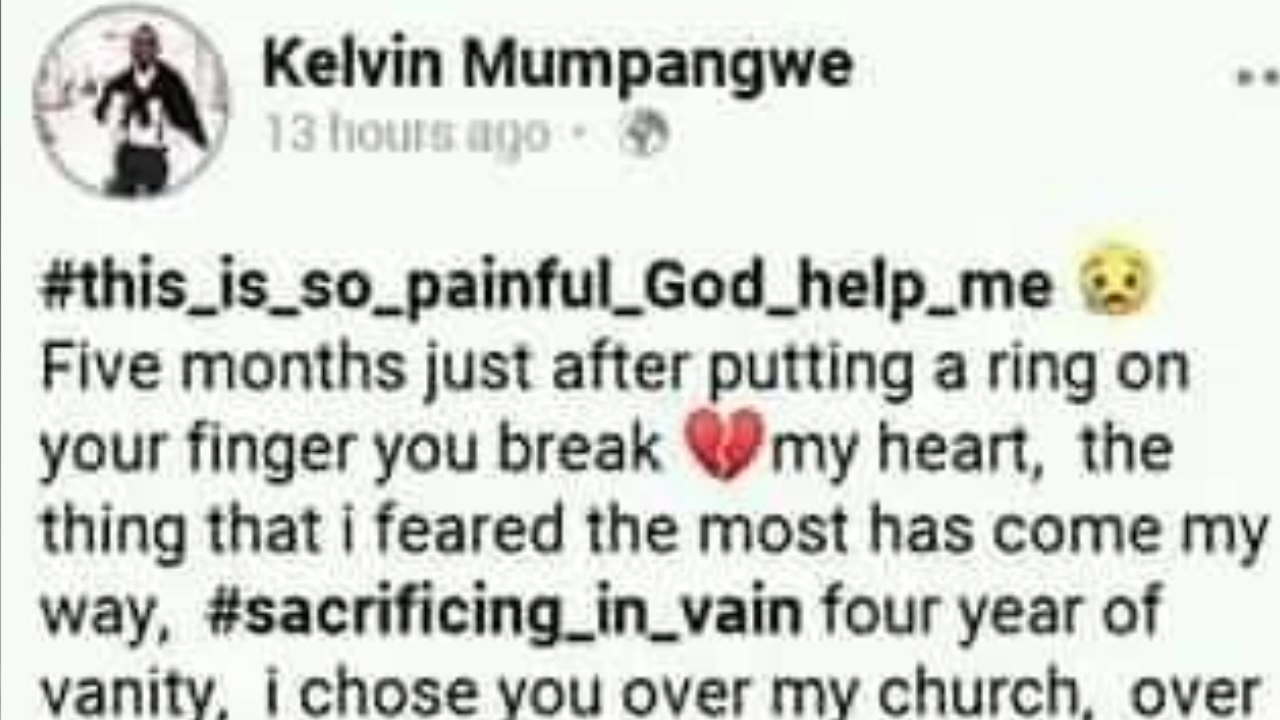 Kelvin Mumpangwe
13 hours ago ·
#this_is_so_painful_God_help_me 😢
Five months just after putting a ring on
your finger you break 💔my heart, the
thing that i feared the most has come my
way, #sacrificing_in_vain four year of
vanity, i chose you over my church, over